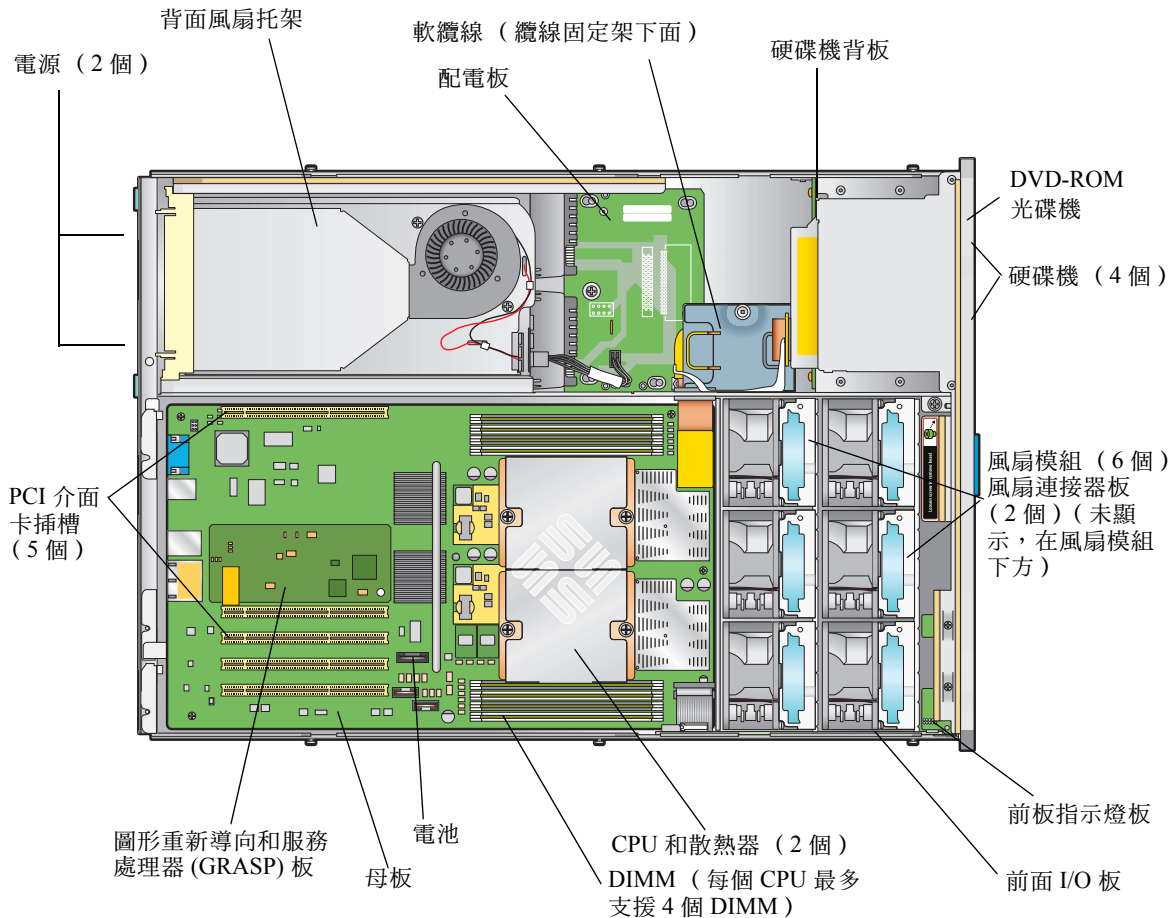 背面風扇托架
電源 （2 個）
軟纜線 （纜線固定架下面）
配電板
硬碟機背板
DVD-ROM
光碟機
硬碟機 （4 個）
PCI 介面
卡插槽
（5 個）
風扇模組 （6 個）
風扇連接器板
（2 個）（未顯
示，在風扇模組
下方）
圖形重新導向和服務
處理器 (GRASP) 板
母板
電池
CPU 和散熱器 （2 個）
DIMM （每個 CPU 最多
支援 4 個 DIMM）
前板指示燈板
前面 I/O 板